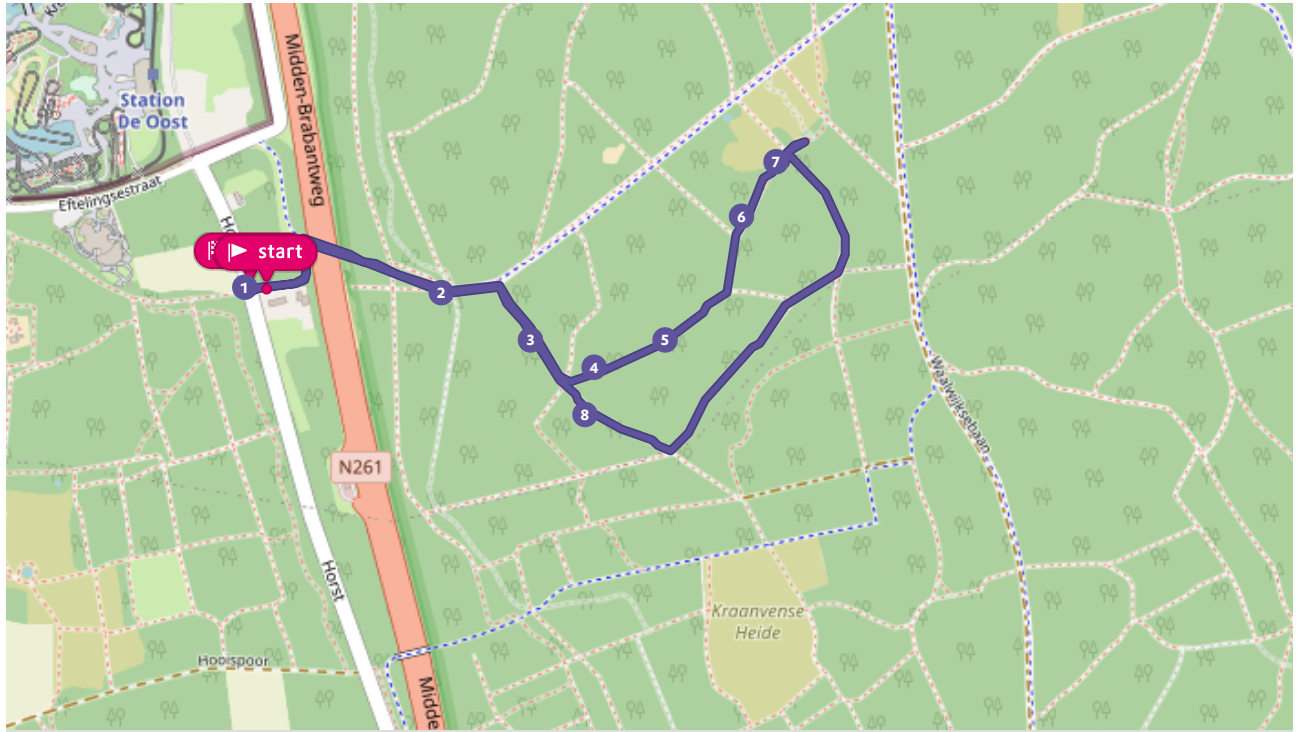 Station
De Oost
Midden-Brabantweg
Eftelingsestraat
Ho
start
1
2
3
4
5
6
7
8
N261
Waalwijksebaan
Horst
Kraanvense
Heide
Hooispoor
Midde